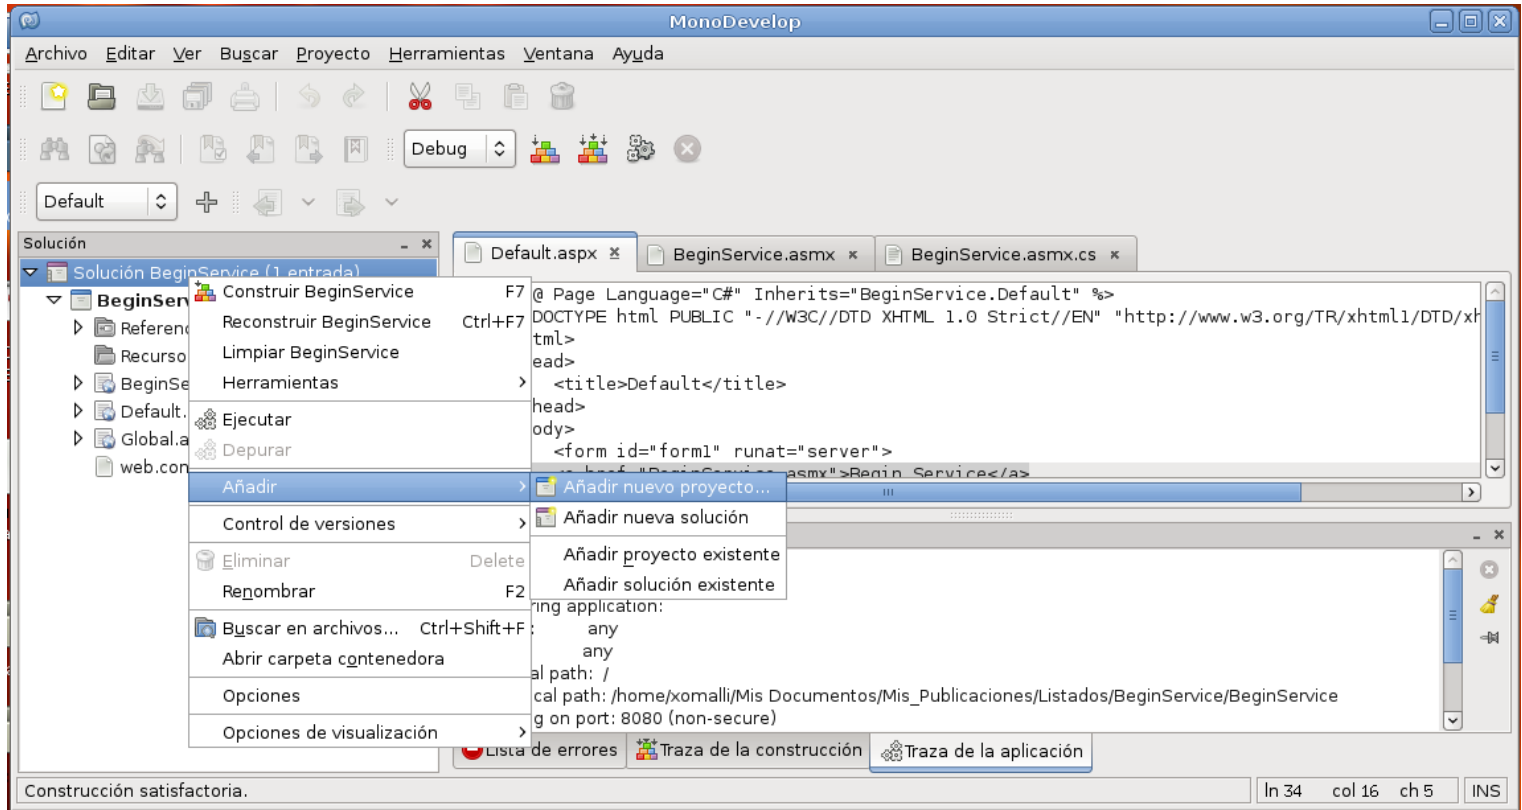 MonoDevelop
Archivo Editar Ver Buscar Proyecto Herramientas Ventana Ayuda
Debug
Default
Solución
Default.aspx
BeginService.asmx
BeginService.asmx.cs
Solución BeginService (1 entrada)
Construir BeginService F7
Reconstruir BeginService Ctrl+F7
Limpiar BeginService
Herramientas
Ejecutar
Depurar
Añadir
Control de versiones
Eliminar Delete
Renombrar F2
Buscar en archivos... Ctrl+Shift+F
Abrir carpeta contenedora
Opciones
Opciones de visualización
Añadir nuevo proyecto...
Añadir nueva solución
Añadir proyecto existente
Añadir solución existente
BeginServ
Referenc
Recurso
BeginSe
Default.
Global.a
web.con
@ Page Language="C#" Inherits="BeginService.Default" %>
DOCTYPE html PUBLIC "-//W3C//DTD XHTML 1.0 Strict//EN" "http://www.w3.org/TR/xhtml1/DTD/xh
tml>
ead>
<title>Default</title>
head>
ody>
<form id="form1" runat="server">
<a href="BeginService.asmx">Begin Service</a>
ring application:
: any
any
al path: /
cal path: /home/xomalli/Mis Documentos/Mis_Publicaciones/Listados/BeginService/BeginService
g on port: 8080 (non-secure)
Lista de errores
Traza de la construcción
Traza de la aplicación
Construcción satisfactoria.
ln 34 col 16 ch 5 INS